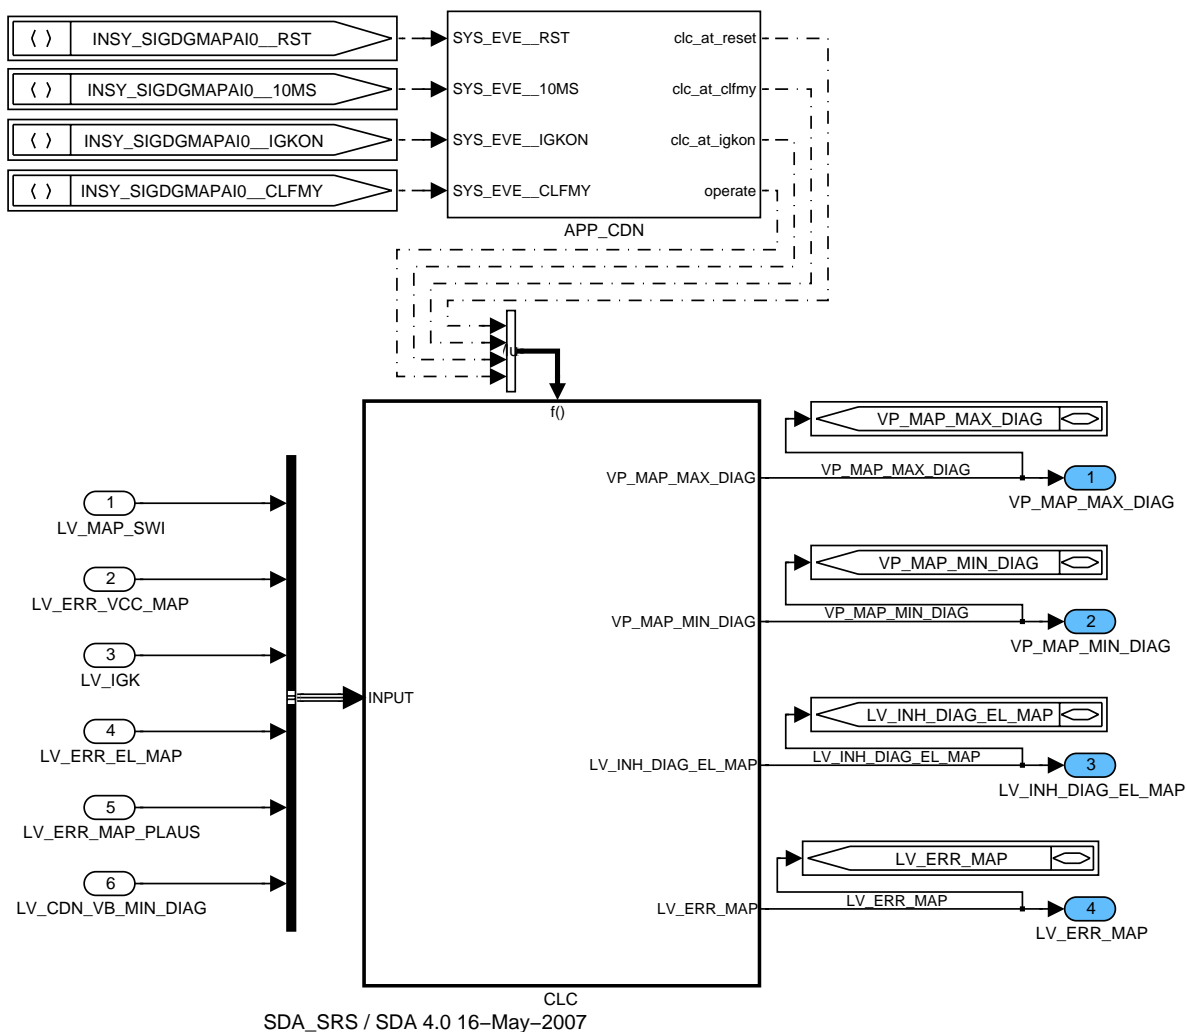 INSY_SIGDGMAPAI0__RST
INSY_SIGDGMAPAI0__10MS
INSY_SIGDGMAPAI0__IGKON
INSY_SIGDGMAPAI0__CLFMY
SYS_EVE__RST
SYS_EVE__10MS
SYS_EVE__IGKON
SYS_EVE__CLFMY
clc_at_reset
clc_at_clfmy
clc_at_igkon
operate
APP_CDN
f()
1
LV_MAP_SWI
2
LV_ERR_VCC_MAP
3
LV_IGK
4
LV_ERR_EL_MAP
5
LV_ERR_MAP_PLAUS
6
LV_CDN_VB_MIN_DIAG
INPUT
VP_MAP_MAX_DIAG
VP_MAP_MIN_DIAG
LV_INH_DIAG_EL_MAP
LV_ERR_MAP
VP_MAP_MAX_DIAG
VP_MAP_MAX_DIAG
1
VP_MAP_MAX_DIAG
VP_MAP_MIN_DIAG
VP_MAP_MIN_DIAG
2
VP_MAP_MIN_DIAG
LV_INH_DIAG_EL_MAP
LV_INH_DIAG_EL_MAP
3
LV_INH_DIAG_EL_MAP
LV_ERR_MAP
LV_ERR_MAP
4
LV_ERR_MAP
CLC
SDA_SRS / SDA 4.0 16–May–2007